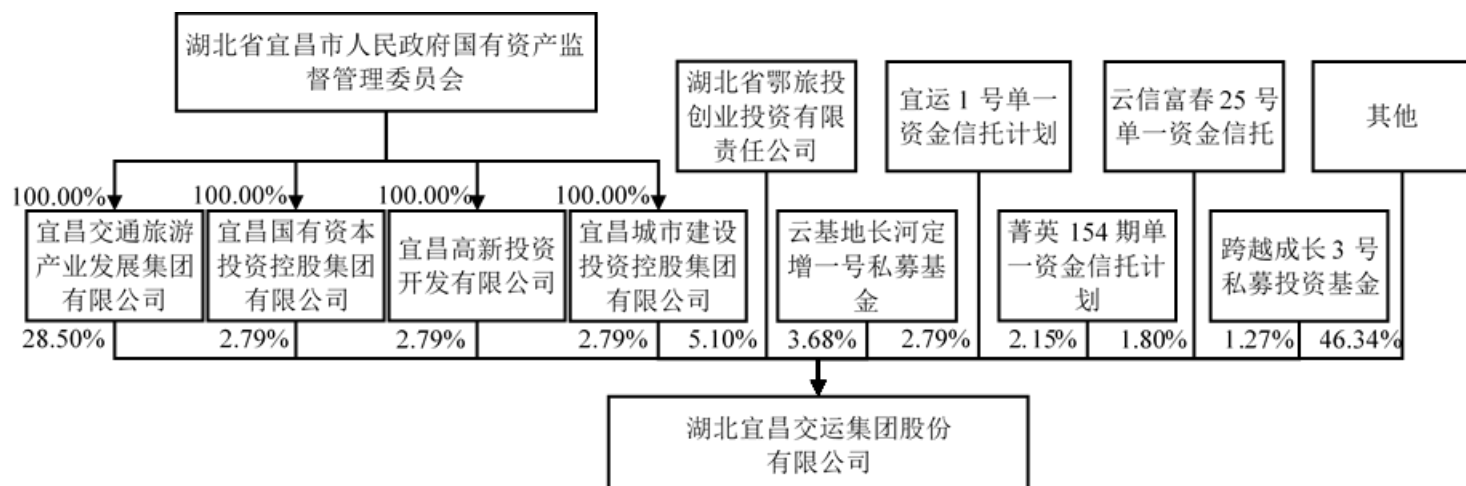 湖北省宜昌市人民政府国有资产监
督管理委员会
湖北省鄂旅投
创业投资有限
责任公司
宜运 1 号单一
资金信托计划
云信富春 25 号
单一资金信托
其他
100.00%
100.00%
100.00%
100.00%
宜昌交通旅游
产业发展集团
有限公司
宜昌国有资本
投资控股集团
有限公司
宜昌高新投资
开发有限公司
宜昌城市建设
投资控股集团
有限公司
云基地长河定
增一号私募基
金
菁英 154 期单
一资金信托计
划
跨越成长 3 号
私募投资基金
28.50%
2.79%
2.79%
2.79%
5.10%
3.68%
2.79%
2.15%
1.80%
1.27%
46.34%
湖北宜昌交运集团股份
有限公司